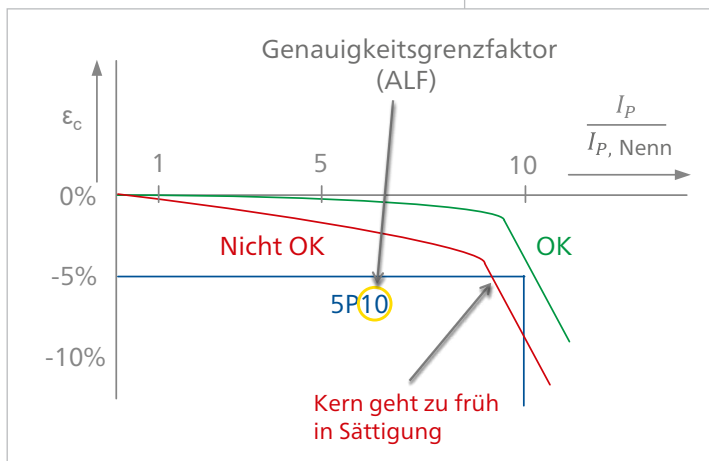 Genauigkeitsgrenzfaktor
(ALF)
εc
I_P
I_P, Nenn
1
5
10
0%
Nicht OK
OK
-5%
5P10
-10%
Kern geht zu früh
in Sättigung